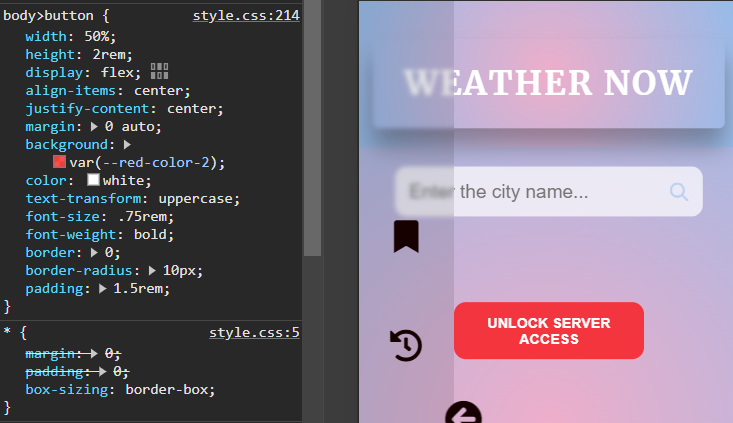 body>button {
style.css:214
width: 50%;
height: 2rem;
display: flex;
align-items: center;
justify-content: center;
margin: 0 auto;
background:
var(--red-color-2);
color: white;
text-transform: uppercase;
font-size: .75rem;
font-weight: bold;
border: 0;
border-radius: 10px;
padding: 1.5rem;
}
* {
style.css:5
margin: 0;
padding: 0;
box-sizing: border-box;
}
WEATHER NOW
Enter the city name...
UNLOCK SERVER
ACCESS